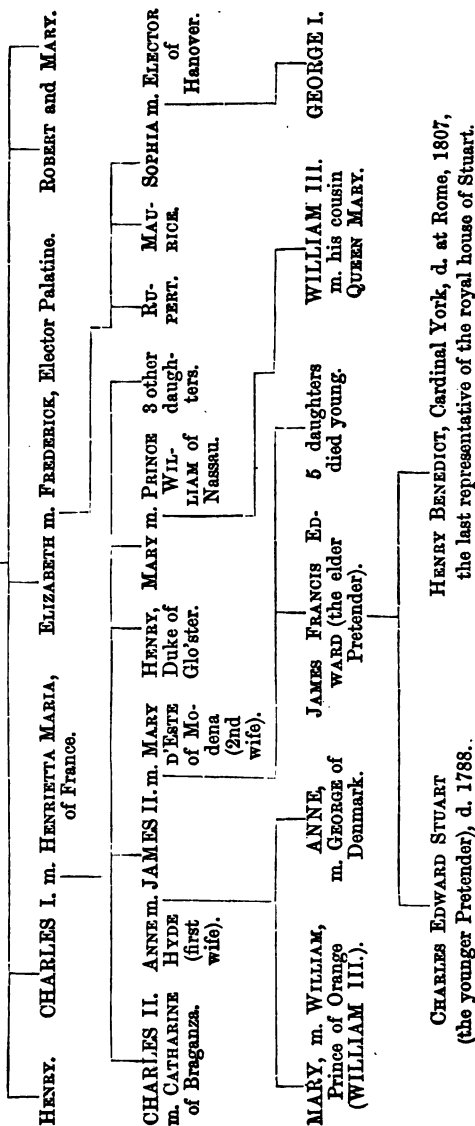 HENRY.
CHARLES I. m. HENRIETTA MARIA,
of France.
ELIZABETH m. FREDERICK, Elector Palatine.
ROBERT and MARY.
CHARLES II.
m. CATHARINE
of Braganza.
ANNE m. JAMES II. m. MARY
HYDE
(first
wife).
D'ESTE
of Mo-
dena
(2nd
wife).
HENRY,
Duke of
Glo'ster.
MARY m. PRINCE
WIL-
LIAM of
Nassau.
3 other
daugh-
ters.
RU-
PERT.
MAU-
RICE.
SOPHIA m. ELECTOR
of
Hanover.
MARY, m. WILLIAM,
Prince of Orange
(WILLIAM III.).
ANNE,
m. GEORGE of
Denmark.
JAMES FRANCIS ED-
WARD (the elder
Pretender).
5 daughters
died young.
WILLIAM III.
m. his cousin
QUEEN MARY.
GEORGE I.
CHARLES EDWARD STUART
(the younger Pretender), d. 1788..
HENRY BENEDICT, Cardinal York, d. at Rome, 1807,
the last representative of the royal house of Stuart.